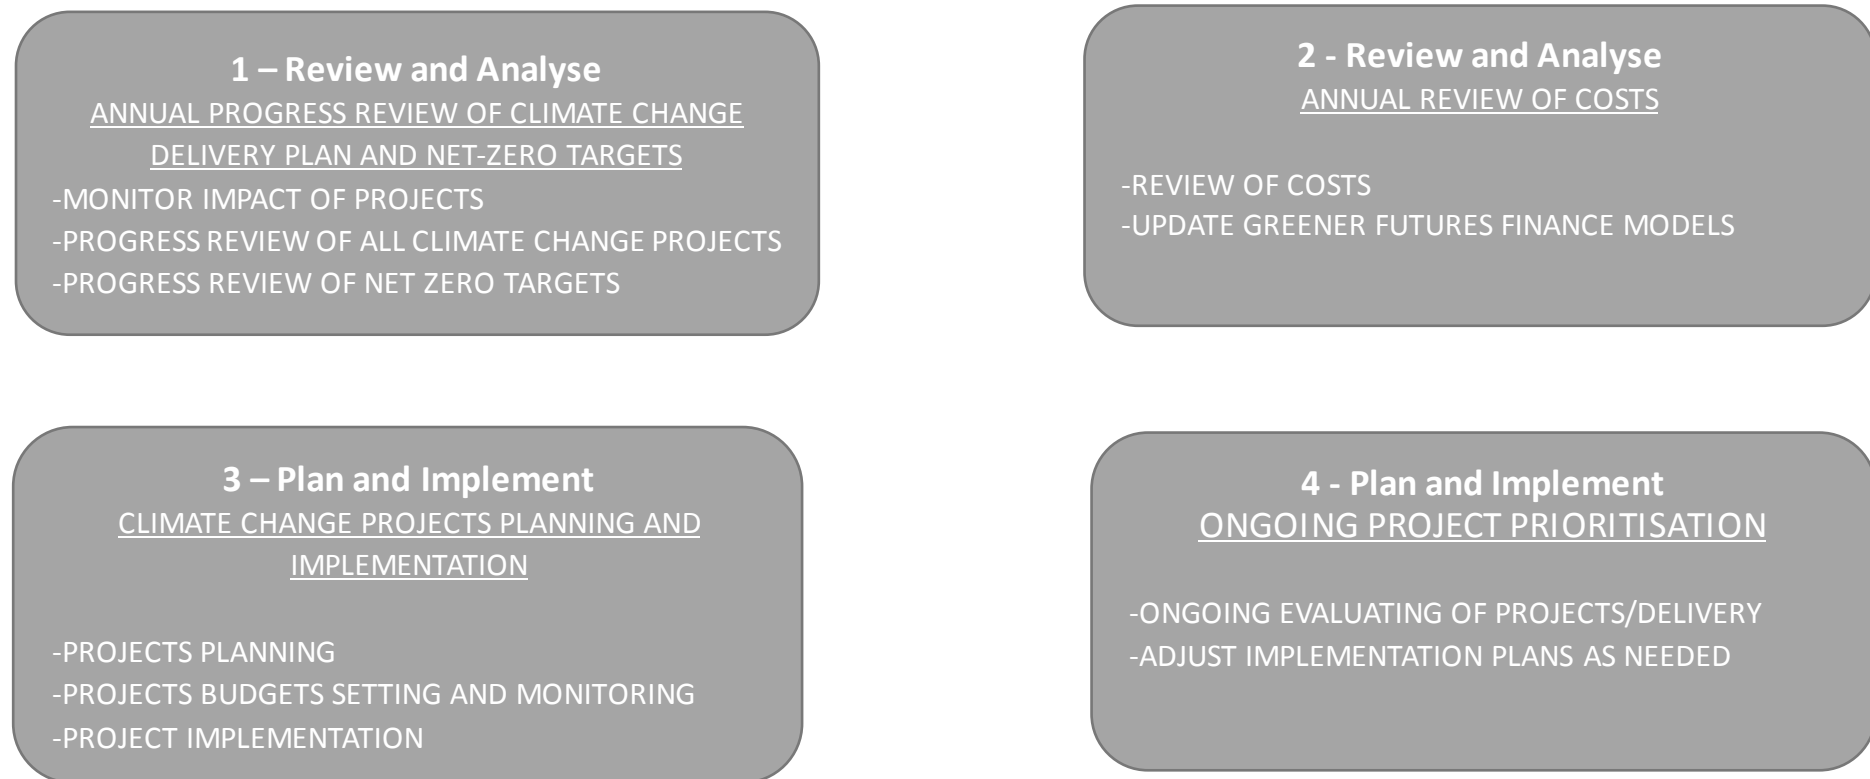 1 – Review and Analyse
ANNUAL PROGRESS REVIEW OF CLIMATE CHANGE
DELIVERY PLAN AND NET-ZERO TARGETS
-MONITOR IMPACT OF PROJECTS
-PROGRESS REVIEW OF ALL CLIMATE CHANGE PROJECTS
-PROGRESS REVIEW OF NET ZERO TARGETS
2 - Review and Analyse
ANNUAL REVIEW OF COSTS
-REVIEW OF COSTS
-UPDATE GREENER FUTURES FINANCE MODELS
3 – Plan and Implement
CLIMATE CHANGE PROJECTS PLANNING AND
IMPLEMENTATION
-PROJECTS PLANNING
-PROJECTS BUDGETS SETTING AND MONITORING
-PROJECT IMPLEMENTATION
4 - Plan and Implement
ONGOING PROJECT PRIORITISATION
-ONGOING EVALUATING OF PROJECTS/DELIVERY
-ADJUST IMPLEMENTATION PLANS AS NEEDED